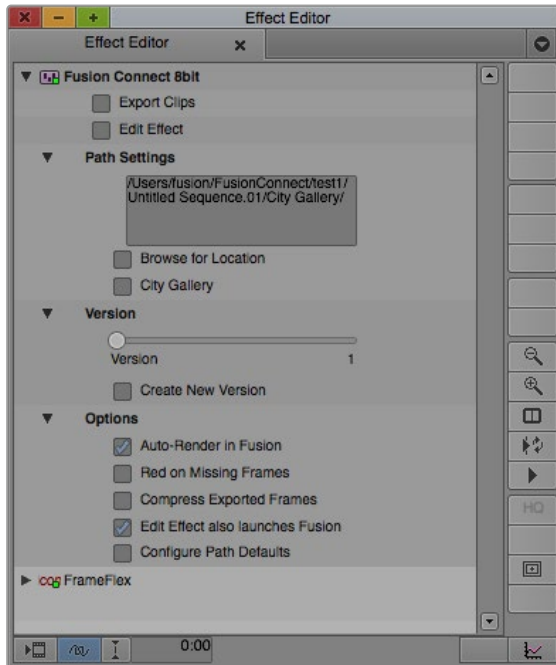 Effect Editor
Effect Editor
Fusion Connect 8bit
Export Clips
Edit Effect
Path Settings
/Users/fusion/FusionConnect/test1/
Untitled Sequence.01/City Gallery/
Browse for Location
City Gallery
Version
Version 1
Create New Version
Options
Auto-Render in Fusion
Red on Missing Frames
Compress Exported Frames
Edit Effect also launches Fusion
Configure Path Defaults
FrameFlex
HQ
0:00